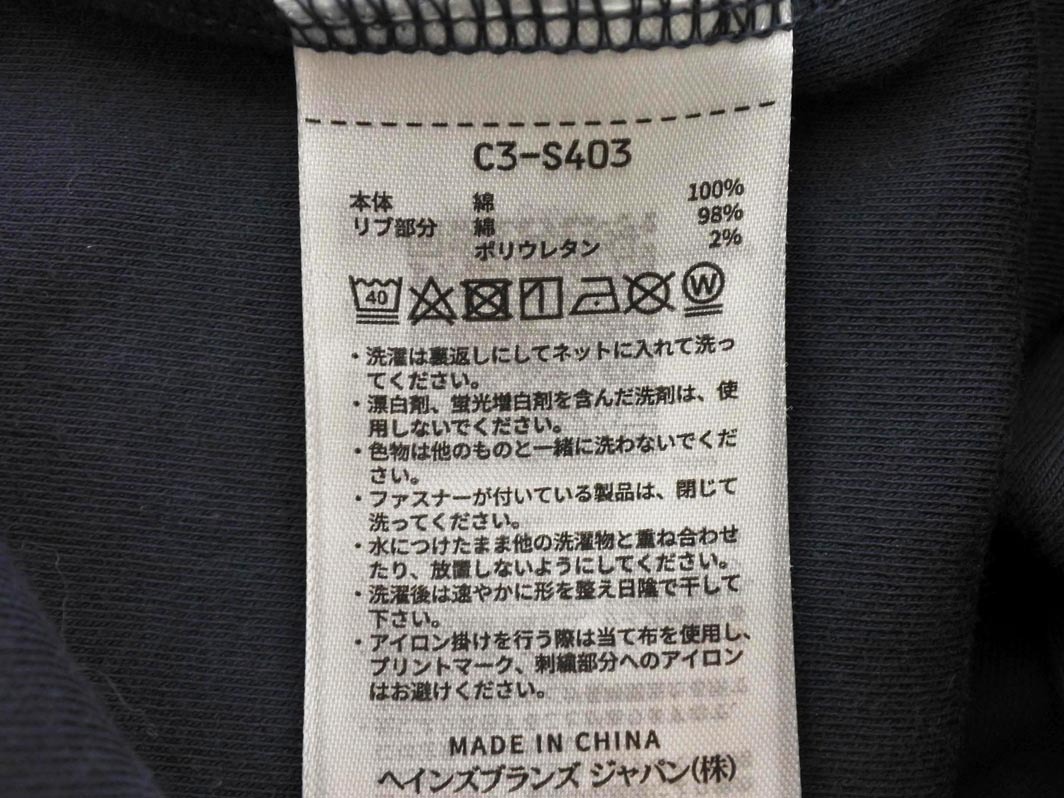 C3-S403
本体 綿 100%
リブ部分 綿 98%
ポリウレタン 2%
40 W
・洗濯は裏返しにしてネットに入れて洗っ
てください。
・漂白剤、蛍光増白剤を含んだ洗剤は、使
用しないでください。
・色物は他のものと一緒に洗わないでくだ
さい。
・ファスナーが付いている製品は、閉じて
洗ってください。
・水につけたまま他の洗濯物と重ね合わせ
たり、放置しないようにしてください。
・洗濯後は速やかに形を整え日陰で干して
下さい。
・アイロン掛けを行う際は当て布を使用し、
プリントマーク、刺繍部分へのアイロン
はお避けください。
MADE IN CHINA
ヘインズブランズ ジャパン(株)